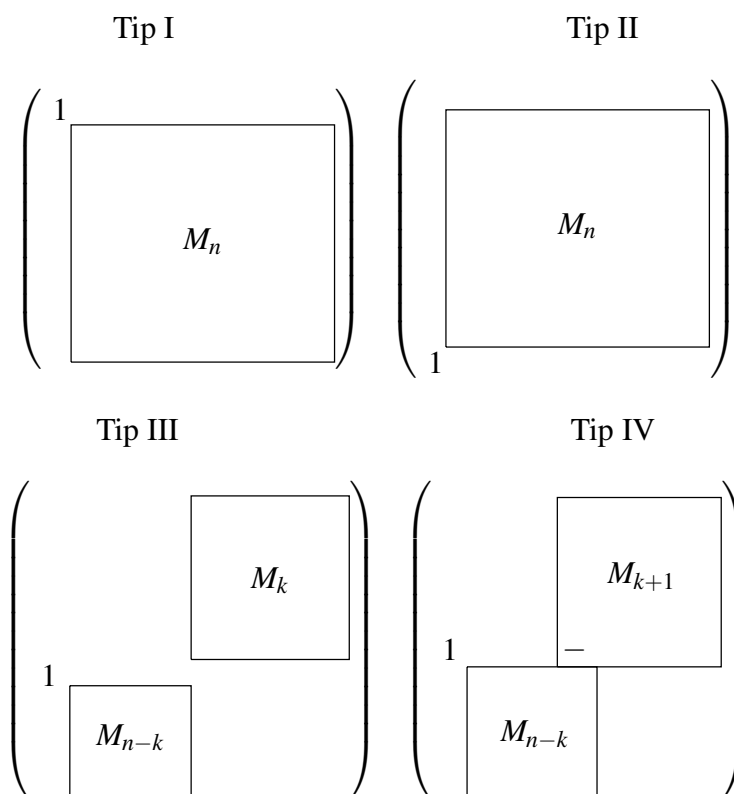 Tip I Tip II
1
M_n M_n
1
Tip III Tip IV
M_k M_{k+1}
1 1 −
M_{n−k} M_{n−k}